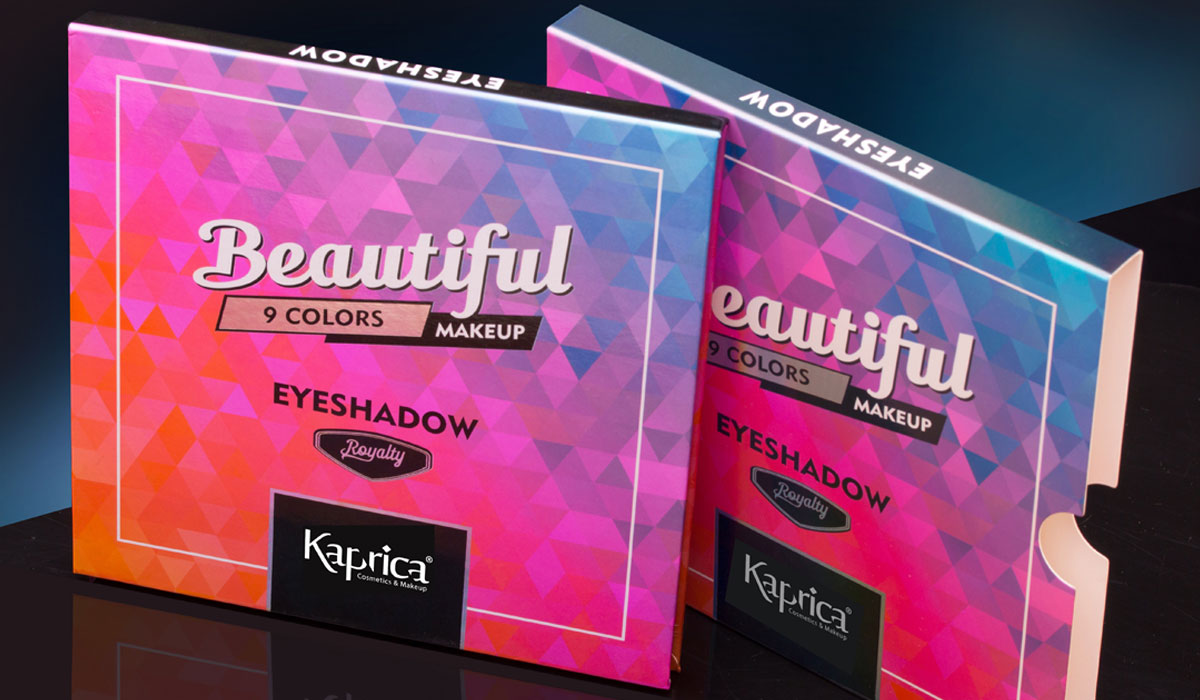 EYESHADOW
Beautiful
9 COLORS
MAKEUP
EYESHADOW
Royalty
Kaprica®
Cosmetics & Makeup
EYESHADOW
eautiful
9 COLORS
MAKEUP
EYESHADOW
Royalty
Kaprica®
Cosmetics & Makeup